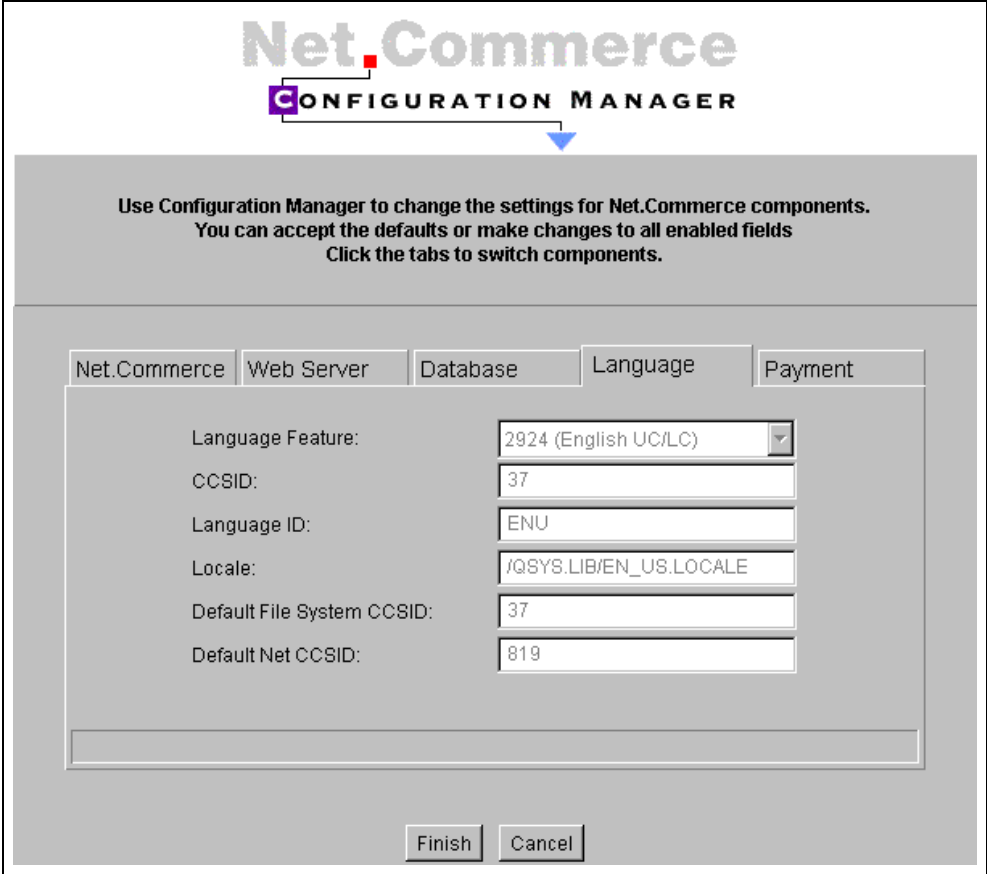 Net.Commerce
CONFIGURATION MANAGER
Use Configuration Manager to change the settings for Net.Commerce components.
You can accept the defaults or make changes to all enabled fields
Click the tabs to switch components.
Net.Commerce Web Server Database Language Payment
Language Feature: 2924 (English UC/LC)
CCSID: 37
Language ID: ENU
Locale: /QSYS.LIB/EN_US.LOCALE
Default File System CCSID: 37
Default Net CCSID: 819
Finish Cancel